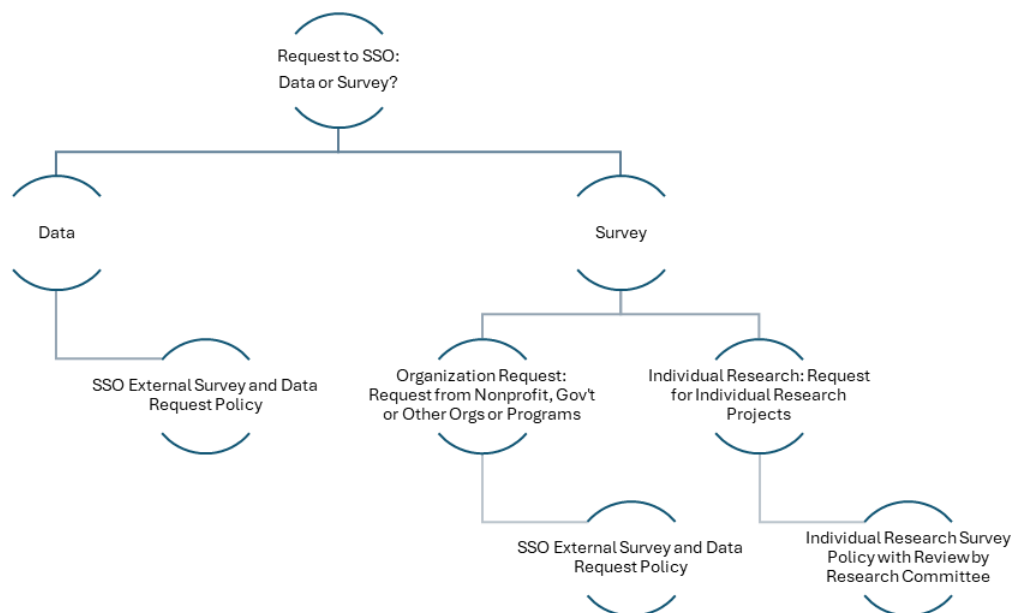 Request to SSO:
Data or Survey?
Data
Survey
SSO External Survey and Data
Request Policy
Organization Request:
Request from Nonprofit, Gov't
or Other Orgs or Programs
Individual Research: Request
for Individual Research
Projects
SSO External Survey and Data
Request Policy
Individual Research Survey
Policy with Review by
Research Committee